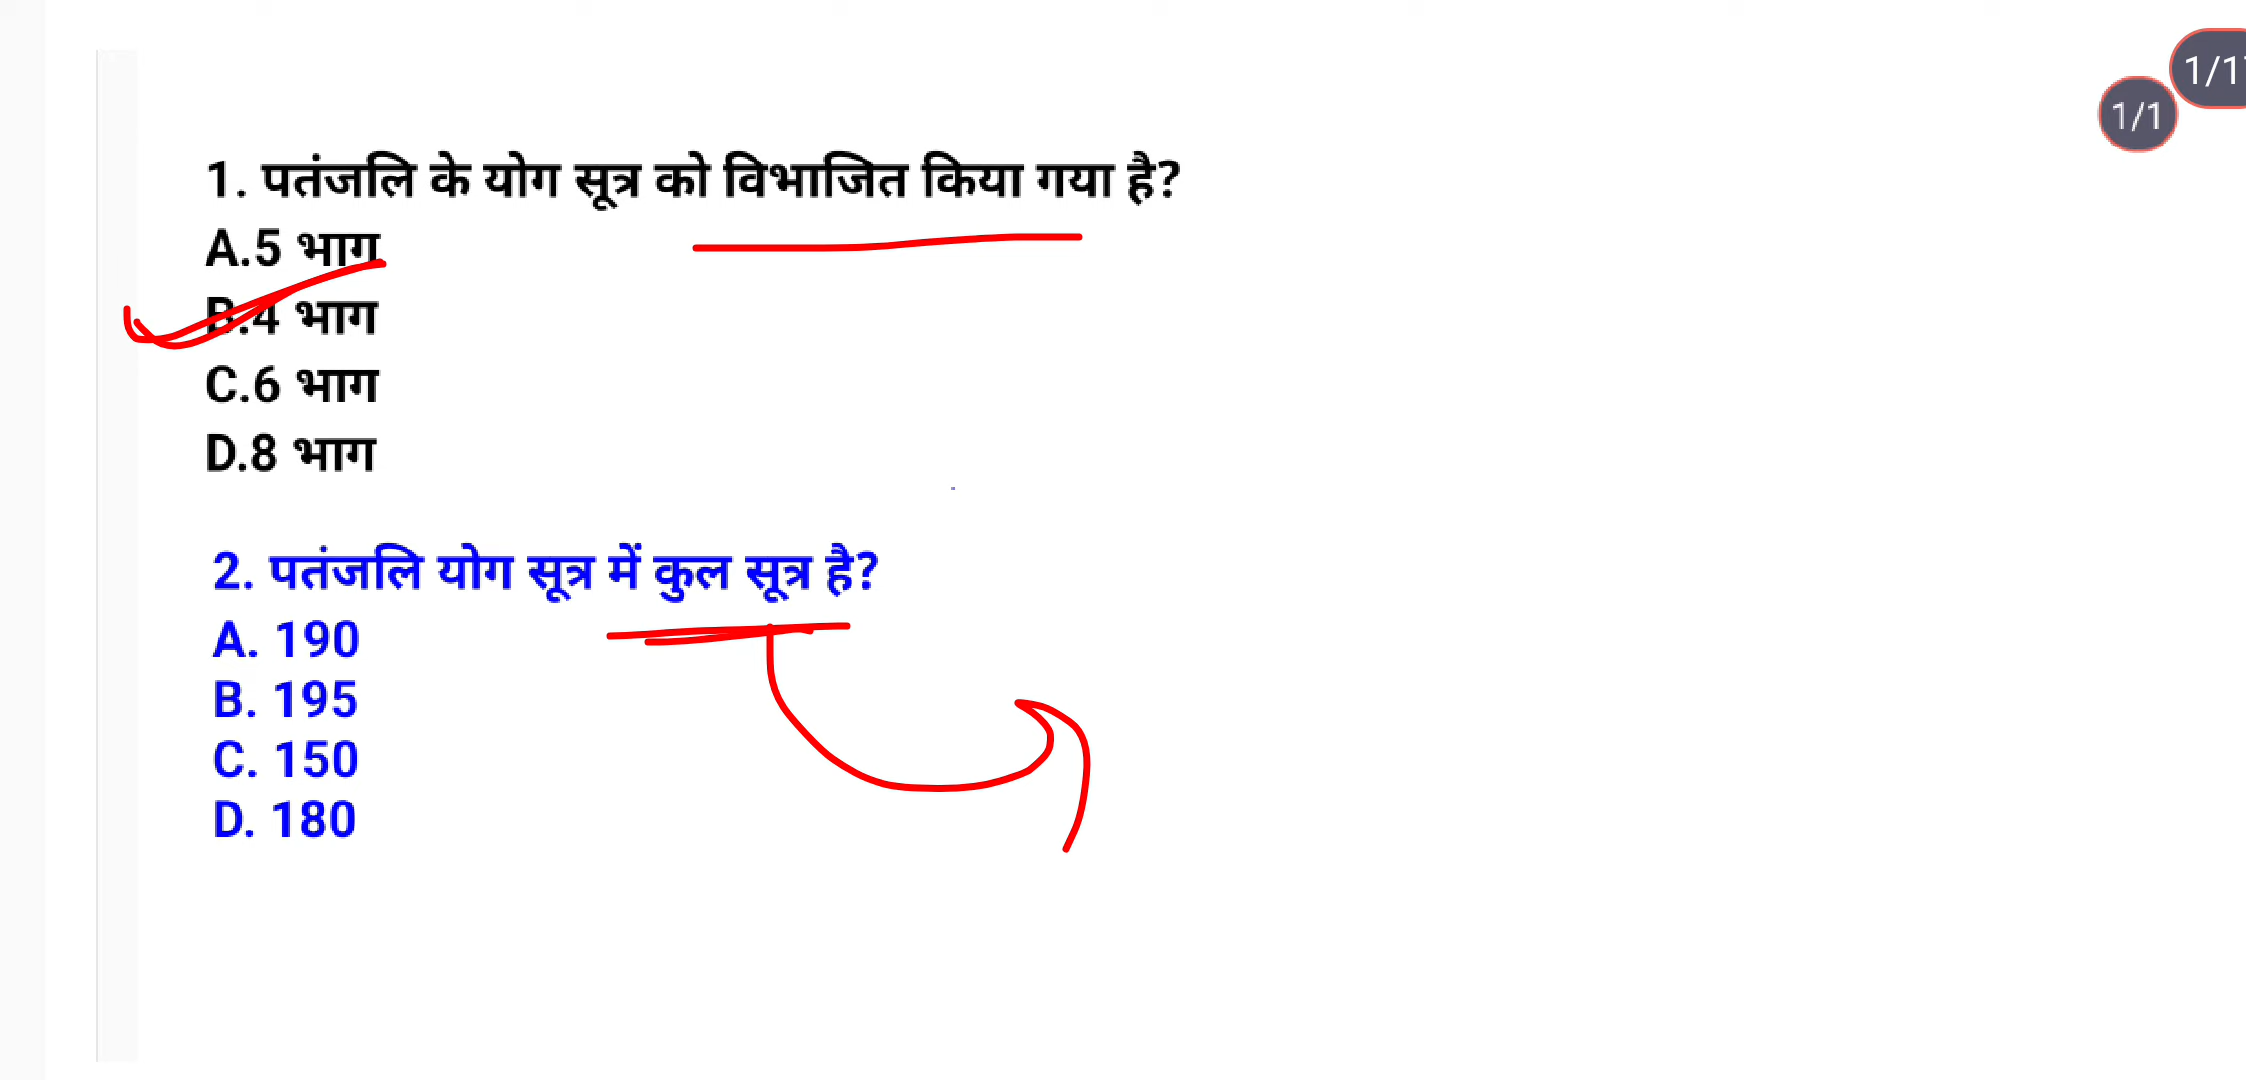 1/1
1/1
1. पतंजलि के योग सूत्र को विभाजित किया गया है?
A.5 भाग
B.4 भाग
C.6 भाग
D.8 भाग
2. पतंजलि योग सूत्र में कुल सूत्र है?
A. 190
B. 195
C. 150
D. 180